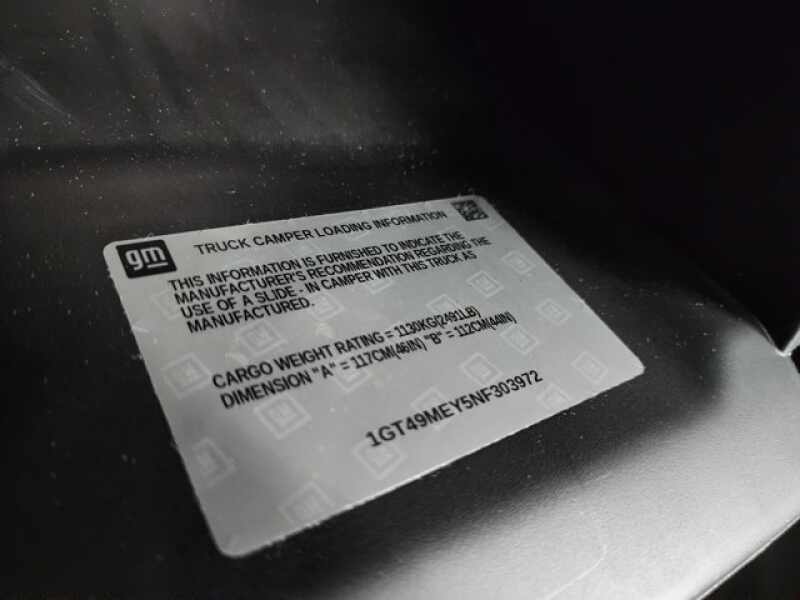 gm
TRUCK CAMPER LOADING INFORMATION
THIS INFORMATION IS FURNISHED TO INDICATE THE
MANUFACTURER'S RECOMMENDATION REGARDING THE
USE OF A SLIDE - IN CAMPER WITH THIS TRUCK AS
MANUFACTURED.
CARGO WEIGHT RATING = 1130KG(2491LB)
DIMENSION "A" = 117CM(46IN) "B" = 112CM(44IN)
1GT49MEY5NF303972